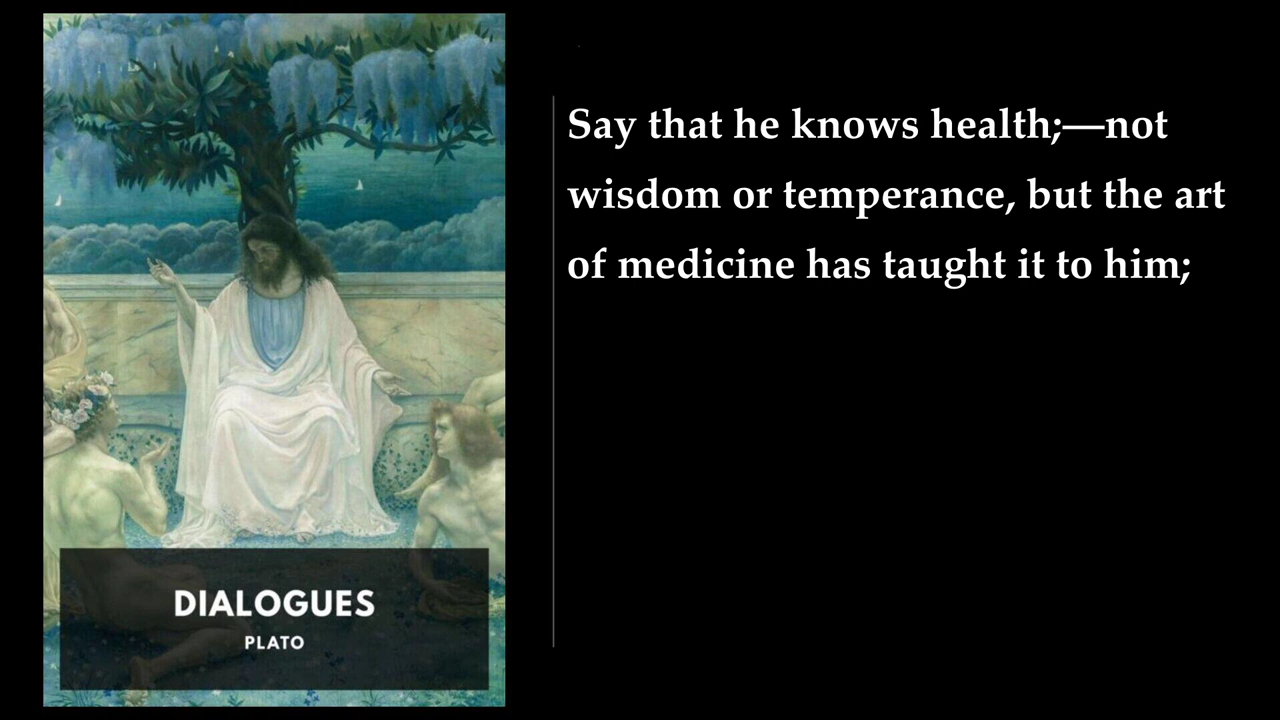 Say that he knows health;—not
wisdom or temperance, but the art
of medicine has taught it to him;
DIALOGUES
PLATO